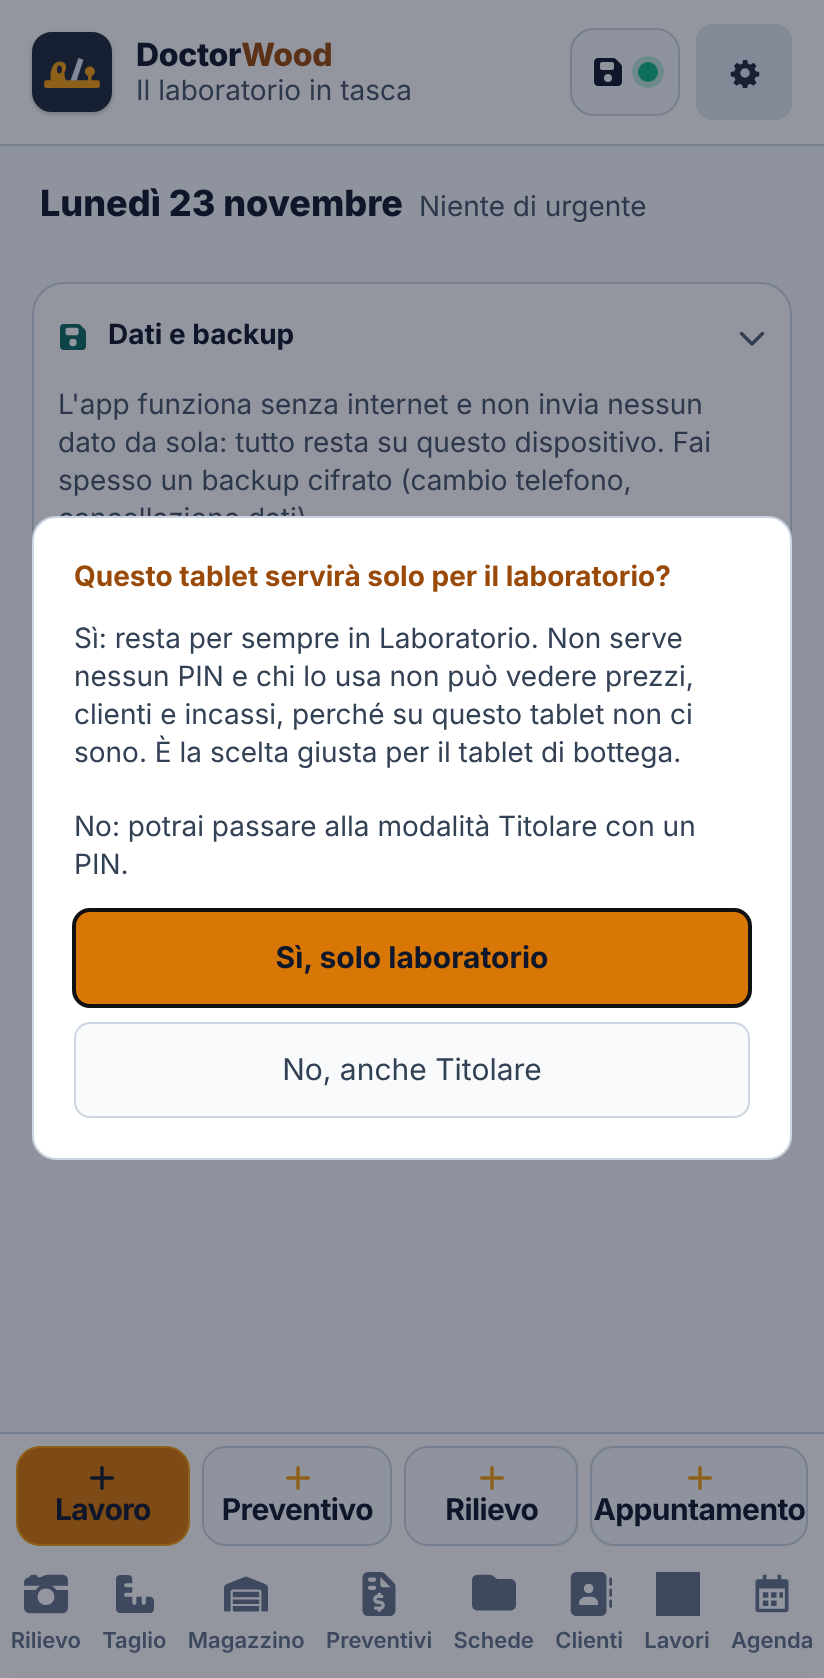 DoctorWood
Il laboratorio in tasca
Lunedì 23 novembre Niente di urgente
Dati e backup
L'app funziona senza internet e non invia nessun
dato da sola: tutto resta su questo dispositivo. Fai
spesso un backup cifrato (cambio telefono,
cancellazione dati).
Questo tablet servirà solo per il laboratorio?
Sì: resta per sempre in Laboratorio. Non serve
nessun PIN e chi lo usa non può vedere prezzi,
clienti e incassi, perché su questo tablet non ci
sono. È la scelta giusta per il tablet di bottega.
No: potrai passare alla modalità Titolare con un
PIN.
Sì, solo laboratorio
No, anche Titolare
Lavoro
Preventivo
Rilievo
Appuntamento
Rilievo
Taglio
Magazzino
Preventivi
Schede
Clienti
Lavori
Agenda